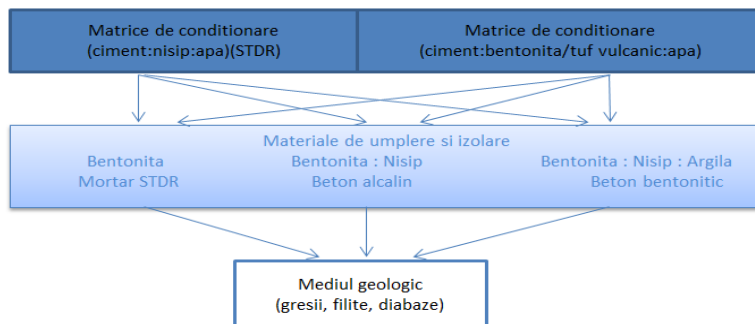 Matrice de conditionare
(ciment:nisip:apa)(STDR)
Matrice de conditionare
(ciment:bentonita/tuf vulcanic:apa)
Materiale de umplere si izolare
Bentonita
Mortar STDR
Bentonita : Nisip
Beton alcalin
Bentonita : Nisip : Argila
Beton bentonitic
Mediul geologic
(gresii, filite, diabaze)